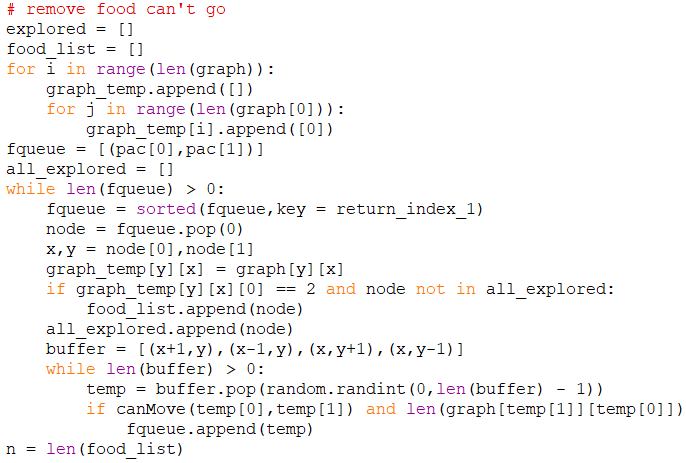 # remove food can't go
explored = []
food_list = []
for i in range(len(graph)):
    graph_temp.append([])
    for j in range(len(graph[0])):
        graph_temp[i].append([0])
fqueue = [(pac[0],pac[1])]
all_explored = []
while len(fqueue) > 0:
    fqueue = sorted(fqueue,key = return_index_1)
    node = fqueue.pop(0)
    x,y = node[0],node[1]
    graph_temp[y][x] = graph[y][x]
    if graph_temp[y][x][0] == 2 and node not in all_explored:
        food_list.append(node)
    all_explored.append(node)
    buffer = [(x+1,y),(x-1,y),(x,y+1),(x,y-1)]
    while len(buffer) > 0:
        temp = buffer.pop(random.randint(0,len(buffer) - 1))
        if canMove(temp[0],temp[1]) and len(graph[temp[1]][temp[0]])
            fqueue.append(temp)
n = len(food_list)